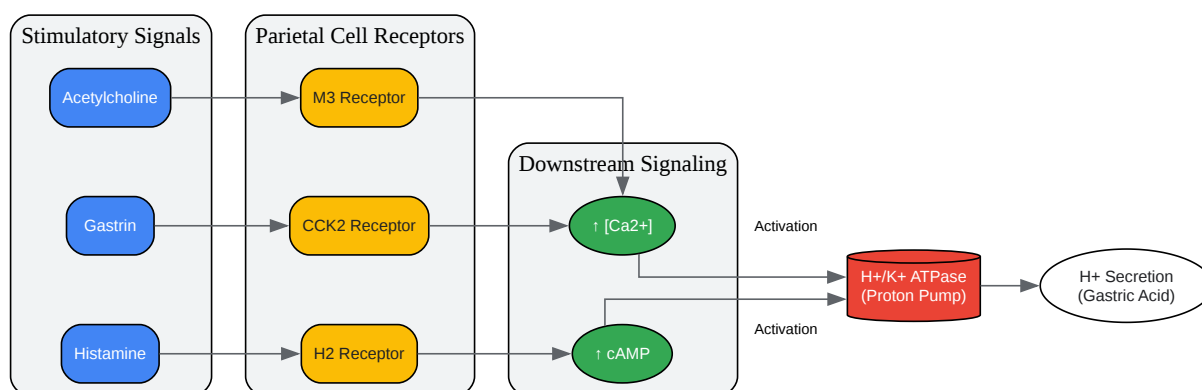 Stimulatory Signals
Parietal Cell Receptors
Acetylcholine
M3 Receptor
Downstream Signaling
Gastrin
CCK2 Receptor
↑ [Ca2+]
Activation
H+/K+ ATPase
(Proton Pump)
H+ Secretion
(Gastric Acid)
Activation
Histamine
H2 Receptor
↑ cAMP